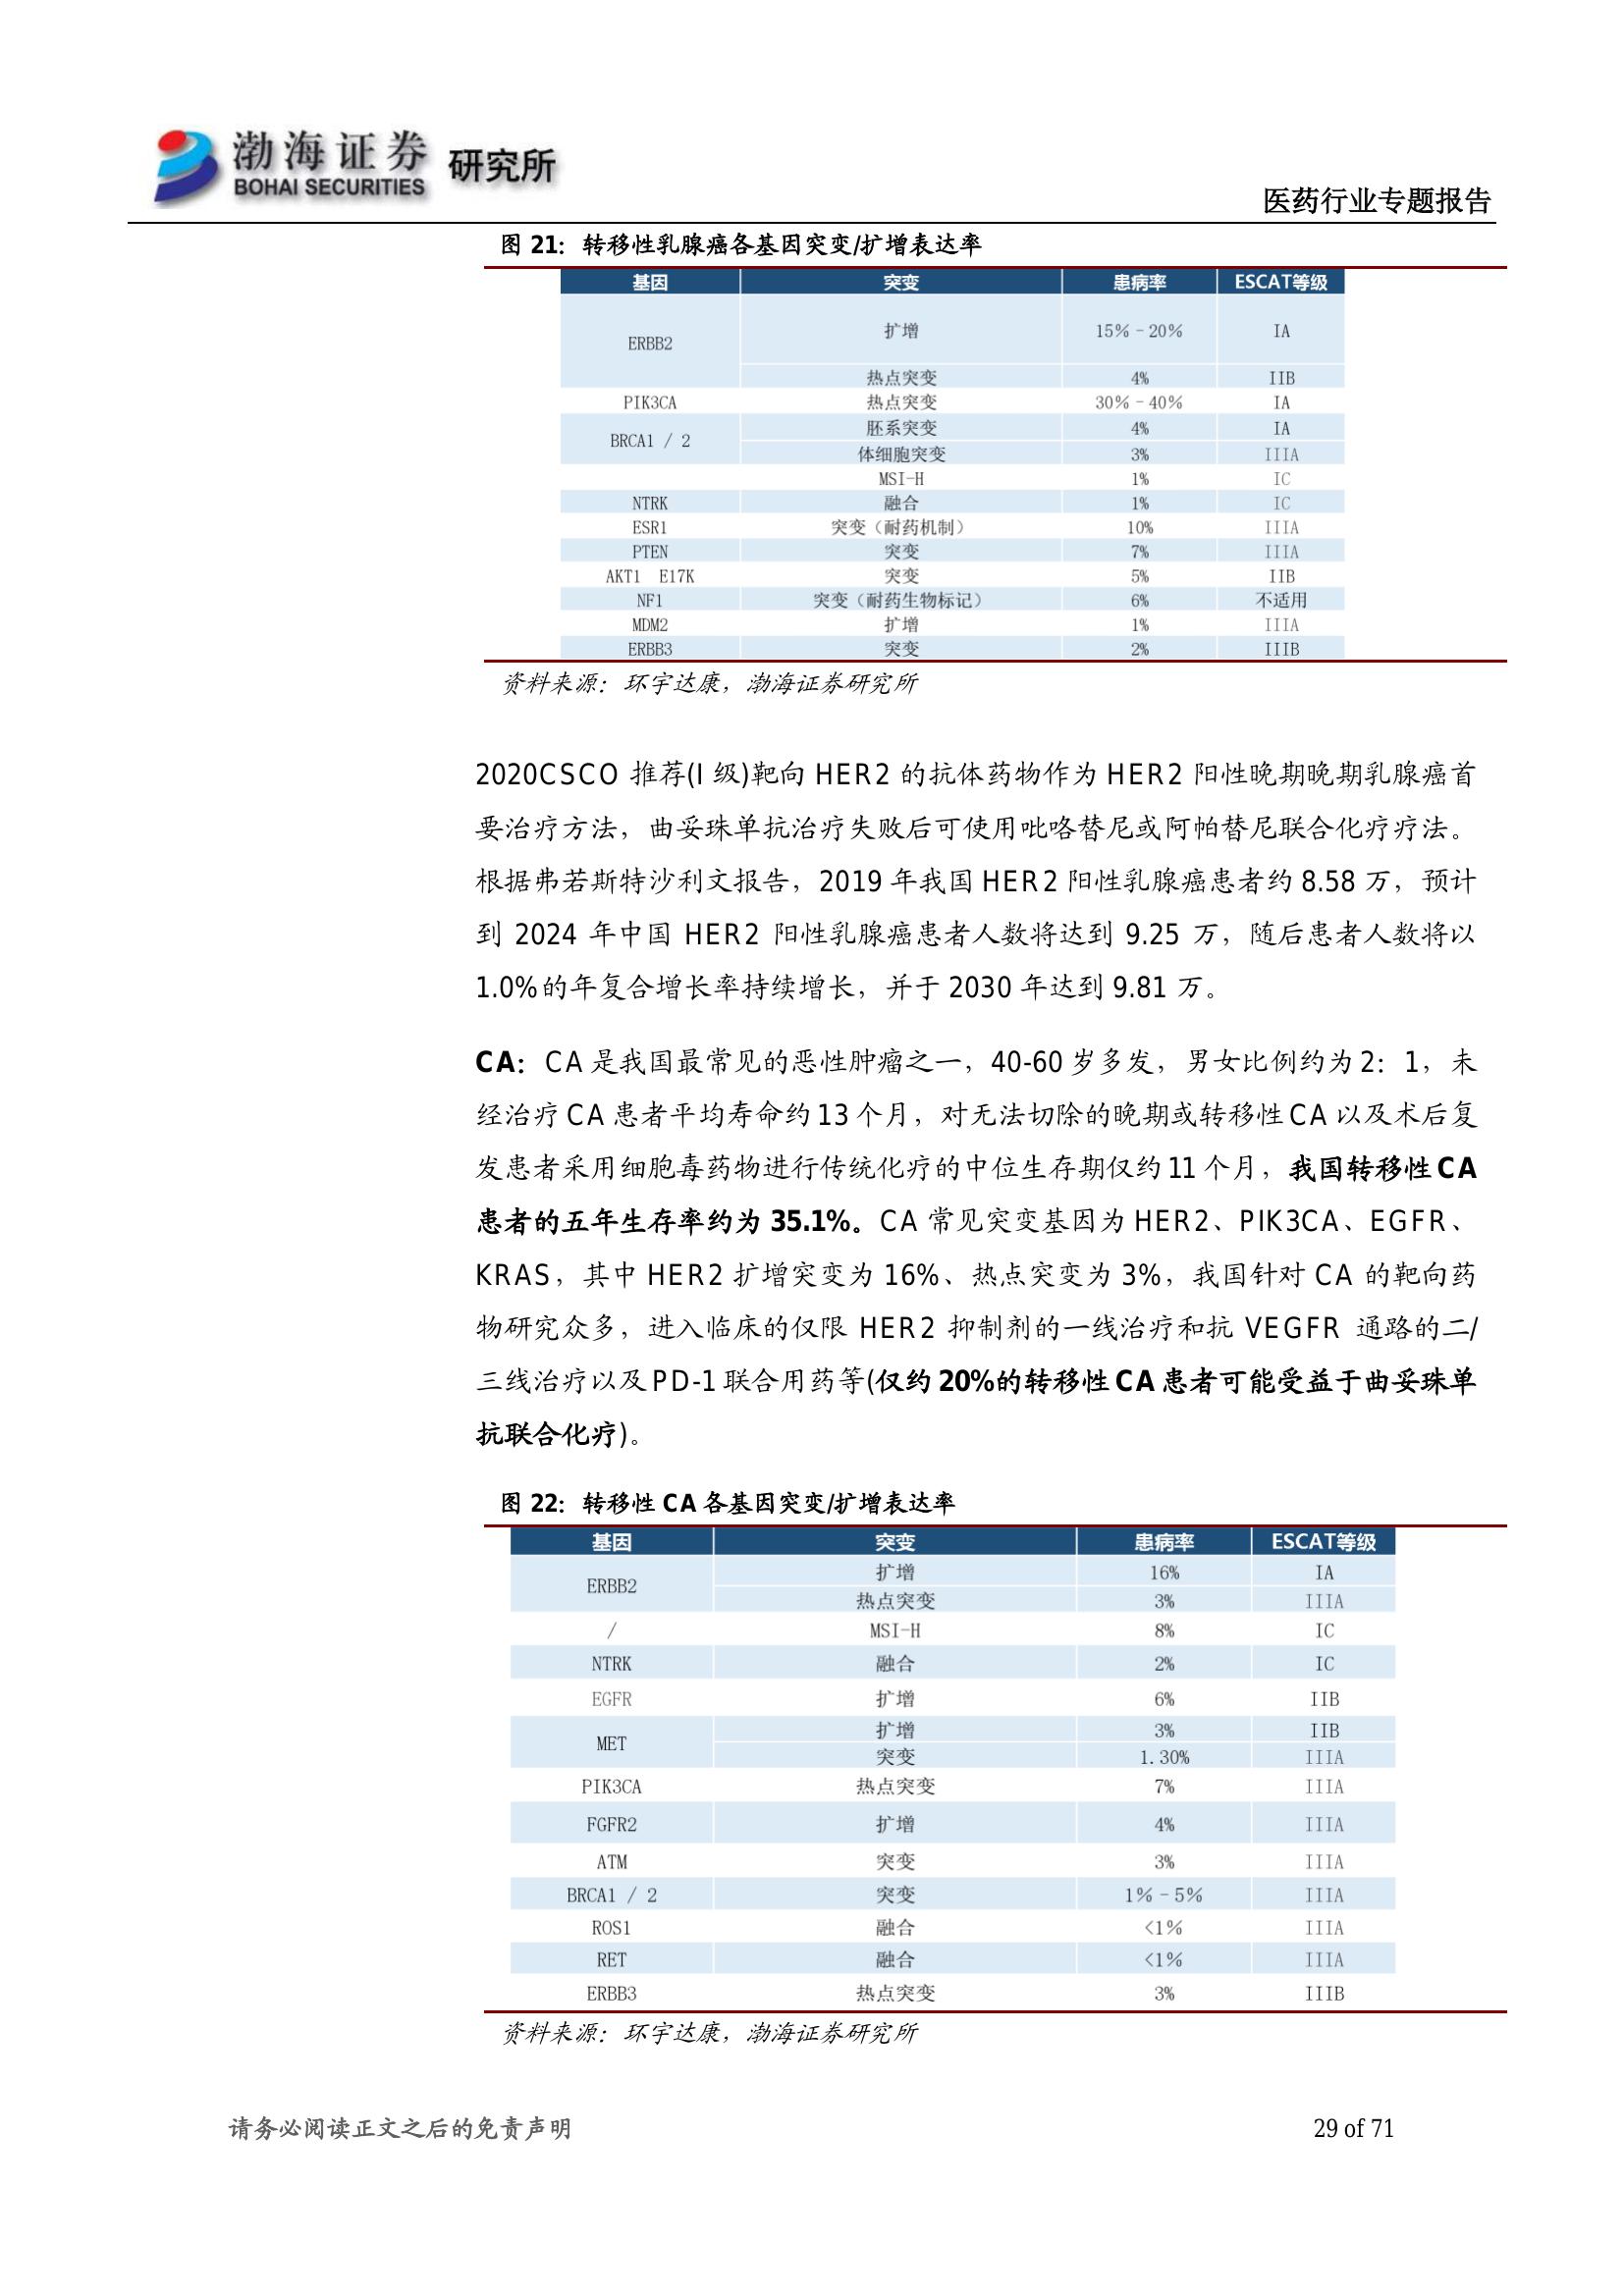 渤海证券 研究所
BOHAI SECURITIES
医药行业专题报告
图 21：转移性乳腺癌各基因突变/扩增表达率
基因 突变 患病率 ESCAT等级
ERBB2 扩增 15%－20% IA
热点突变 4% IIB
PIK3CA 热点突变 30%－40% IA
BRCA1 / 2 胚系突变 4% IA
体细胞突变 3% IIIA
MSI-H 1% IC
NTRK 融合 1% IC
ESR1 突变（耐药机制） 10% IIIA
PTEN 突变 7% IIIA
AKT1 E17K 突变 5% IIB
NF1 突变（耐药生物标记） 6% 不适用
MDM2 扩增 1% IIIA
ERBB3 突变 2% IIIB
资料来源：环宇达康，渤海证券研究所
2020CSCO 推荐(I 级)靶向 HER2 的抗体药物作为 HER2 阳性晚期晚期乳腺癌首
要治疗方法，曲妥珠单抗治疗失败后可使用吡咯替尼或阿帕替尼联合化疗疗法。
根据弗若斯特沙利文报告，2019 年我国 HER2 阳性乳腺癌患者约 8.58 万，预计
到 2024 年中国 HER2 阳性乳腺癌患者人数将达到 9.25 万，随后患者人数将以
1.0%的年复合增长率持续增长，并于 2030 年达到 9.81 万。
CA：CA 是我国最常见的恶性肿瘤之一，40-60 岁多发，男女比例约为 2：1，未
经治疗 CA 患者平均寿命约 13 个月，对无法切除的晚期或转移性 CA 以及术后复
发患者采用细胞毒药物进行传统化疗的中位生存期仅约 11 个月，我国转移性 CA
患者的五年生存率约为 35.1%。CA 常见突变基因为 HER2、PIK3CA、EGFR、
KRAS，其中 HER2 扩增突变为 16%、热点突变为 3%，我国针对 CA 的靶向药
物研究众多，进入临床的仅限 HER2 抑制剂的一线治疗和抗 VEGFR 通路的二/
三线治疗以及 PD-1 联合用药等(仅约 20%的转移性 CA 患者可能受益于曲妥珠单
抗联合化疗)。
图 22：转移性 CA 各基因突变/扩增表达率
基因 突变 患病率 ESCAT等级
ERBB2 扩增 16% IA
热点突变 3% IIIA
/ MSI-H 8% IC
NTRK 融合 2% IC
EGFR 扩增 6% IIB
MET 扩增 3% IIB
突变 1.30% IIIA
PIK3CA 热点突变 7% IIIA
FGFR2 扩增 4% IIIA
ATM 突变 3% IIIA
BRCA1 / 2 突变 1%－5% IIIA
ROS1 融合 <1% IIIA
RET 融合 <1% IIIA
ERBB3 热点突变 3% IIIB
资料来源：环宇达康，渤海证券研究所
请务必阅读正文之后的免责声明
29 of 71